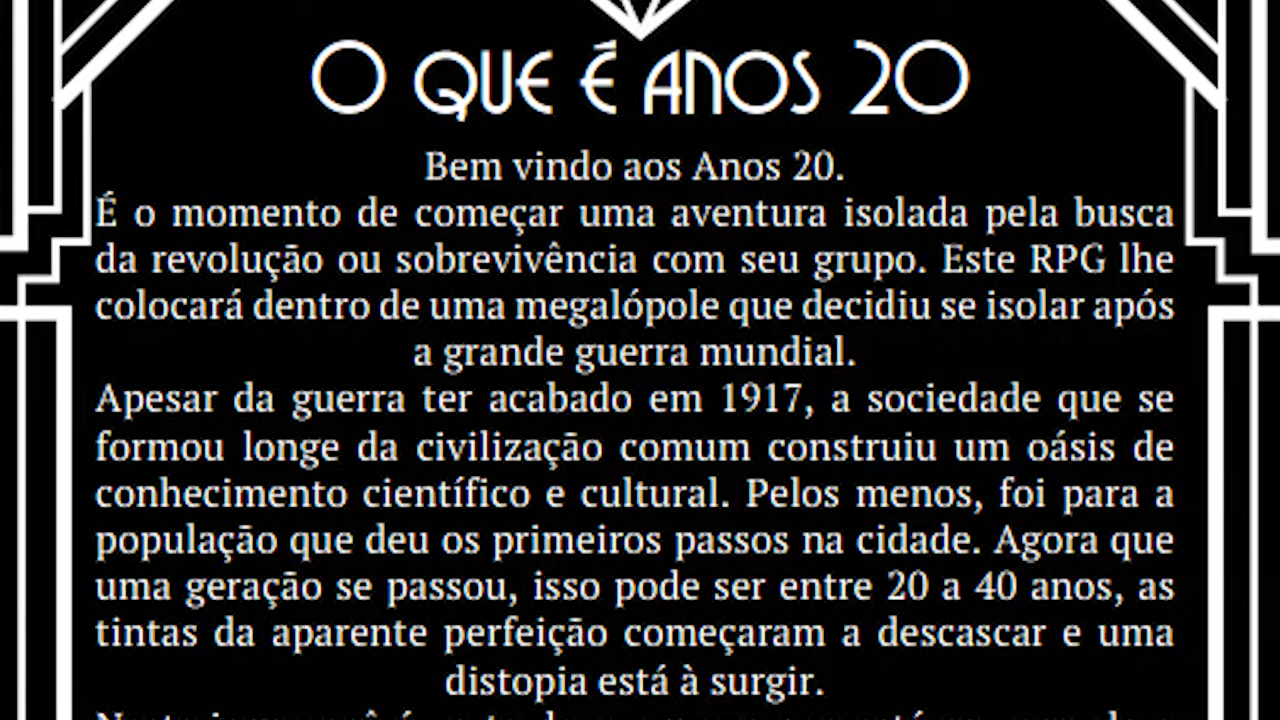 O QUE É ANOS 20
Bem vindo aos Anos 20.
É o momento de começar uma aventura isolada pela busca
da revolução ou sobrevivência com seu grupo. Este RPG lhe
colocará dentro de uma megalópole que decidiu se isolar após
a grande guerra mundial.
Apesar da guerra ter acabado em 1917, a sociedade que se
formou longe da civilização comum construiu um oásis de
conhecimento científico e cultural. Pelos menos, foi para a
população que deu os primeiros passos na cidade. Agora que
uma geração se passou, isso pode ser entre 20 a 40 anos, as
tintas da aparente perfeição começaram a descascar e uma
distopia está à surgir.